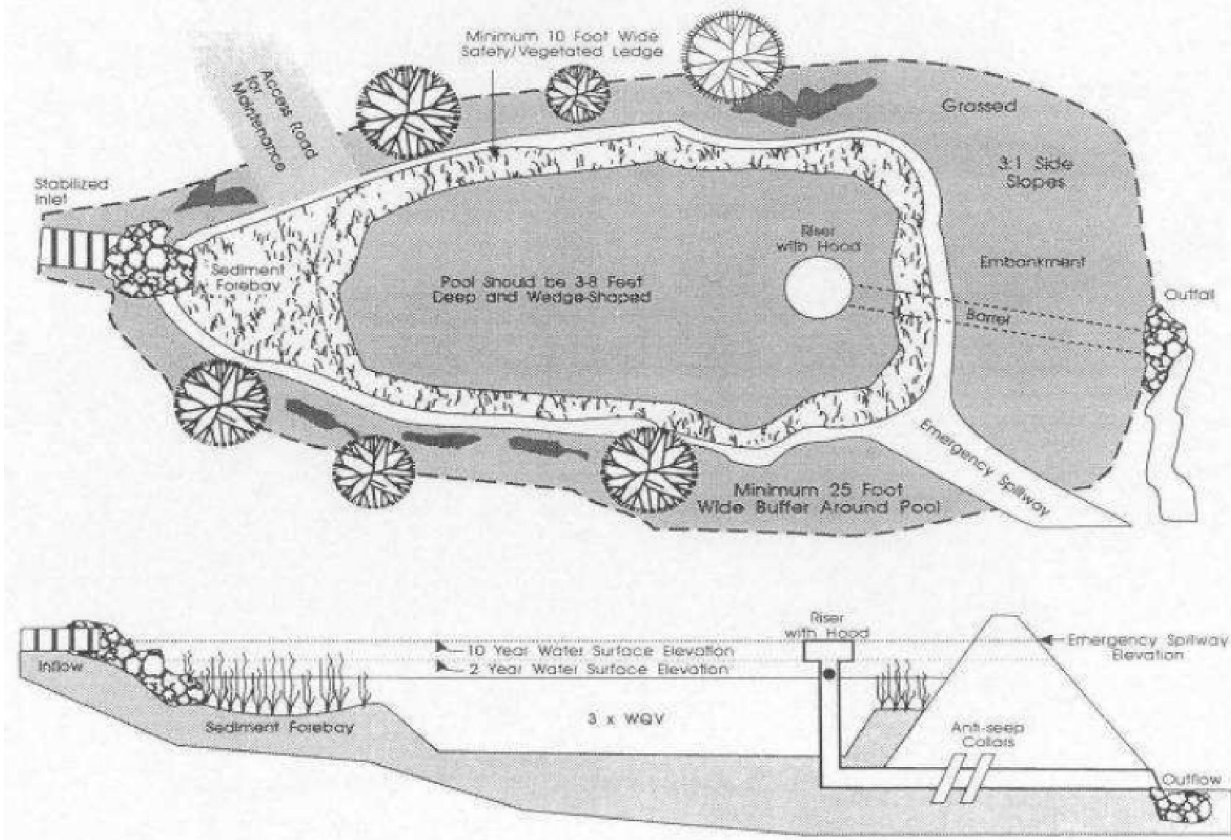 Minimum 10 Foot Wide
Safety/Vegetated Ledge
Access Road
for
Maintenance
Grassed
3:1 Side
Slopes
Stabilized
Inlet
Sediment
Forebay
Riser
with Hood
Pool Should be 3-8 Feet
Deep and Wedge-Shaped
Embankment
Outfall
Barrel
Emergency Spillway
Minimum 25 Foot
Wide Buffer Around Pool
Riser
with Hood
10 Year Water Surface Elevation
Emergency Spillway
Elevation
Inflow
2 Year Water Surface Elevation
Sediment Forebay
3 x WQV
Anti-seep
Collars
Outflow